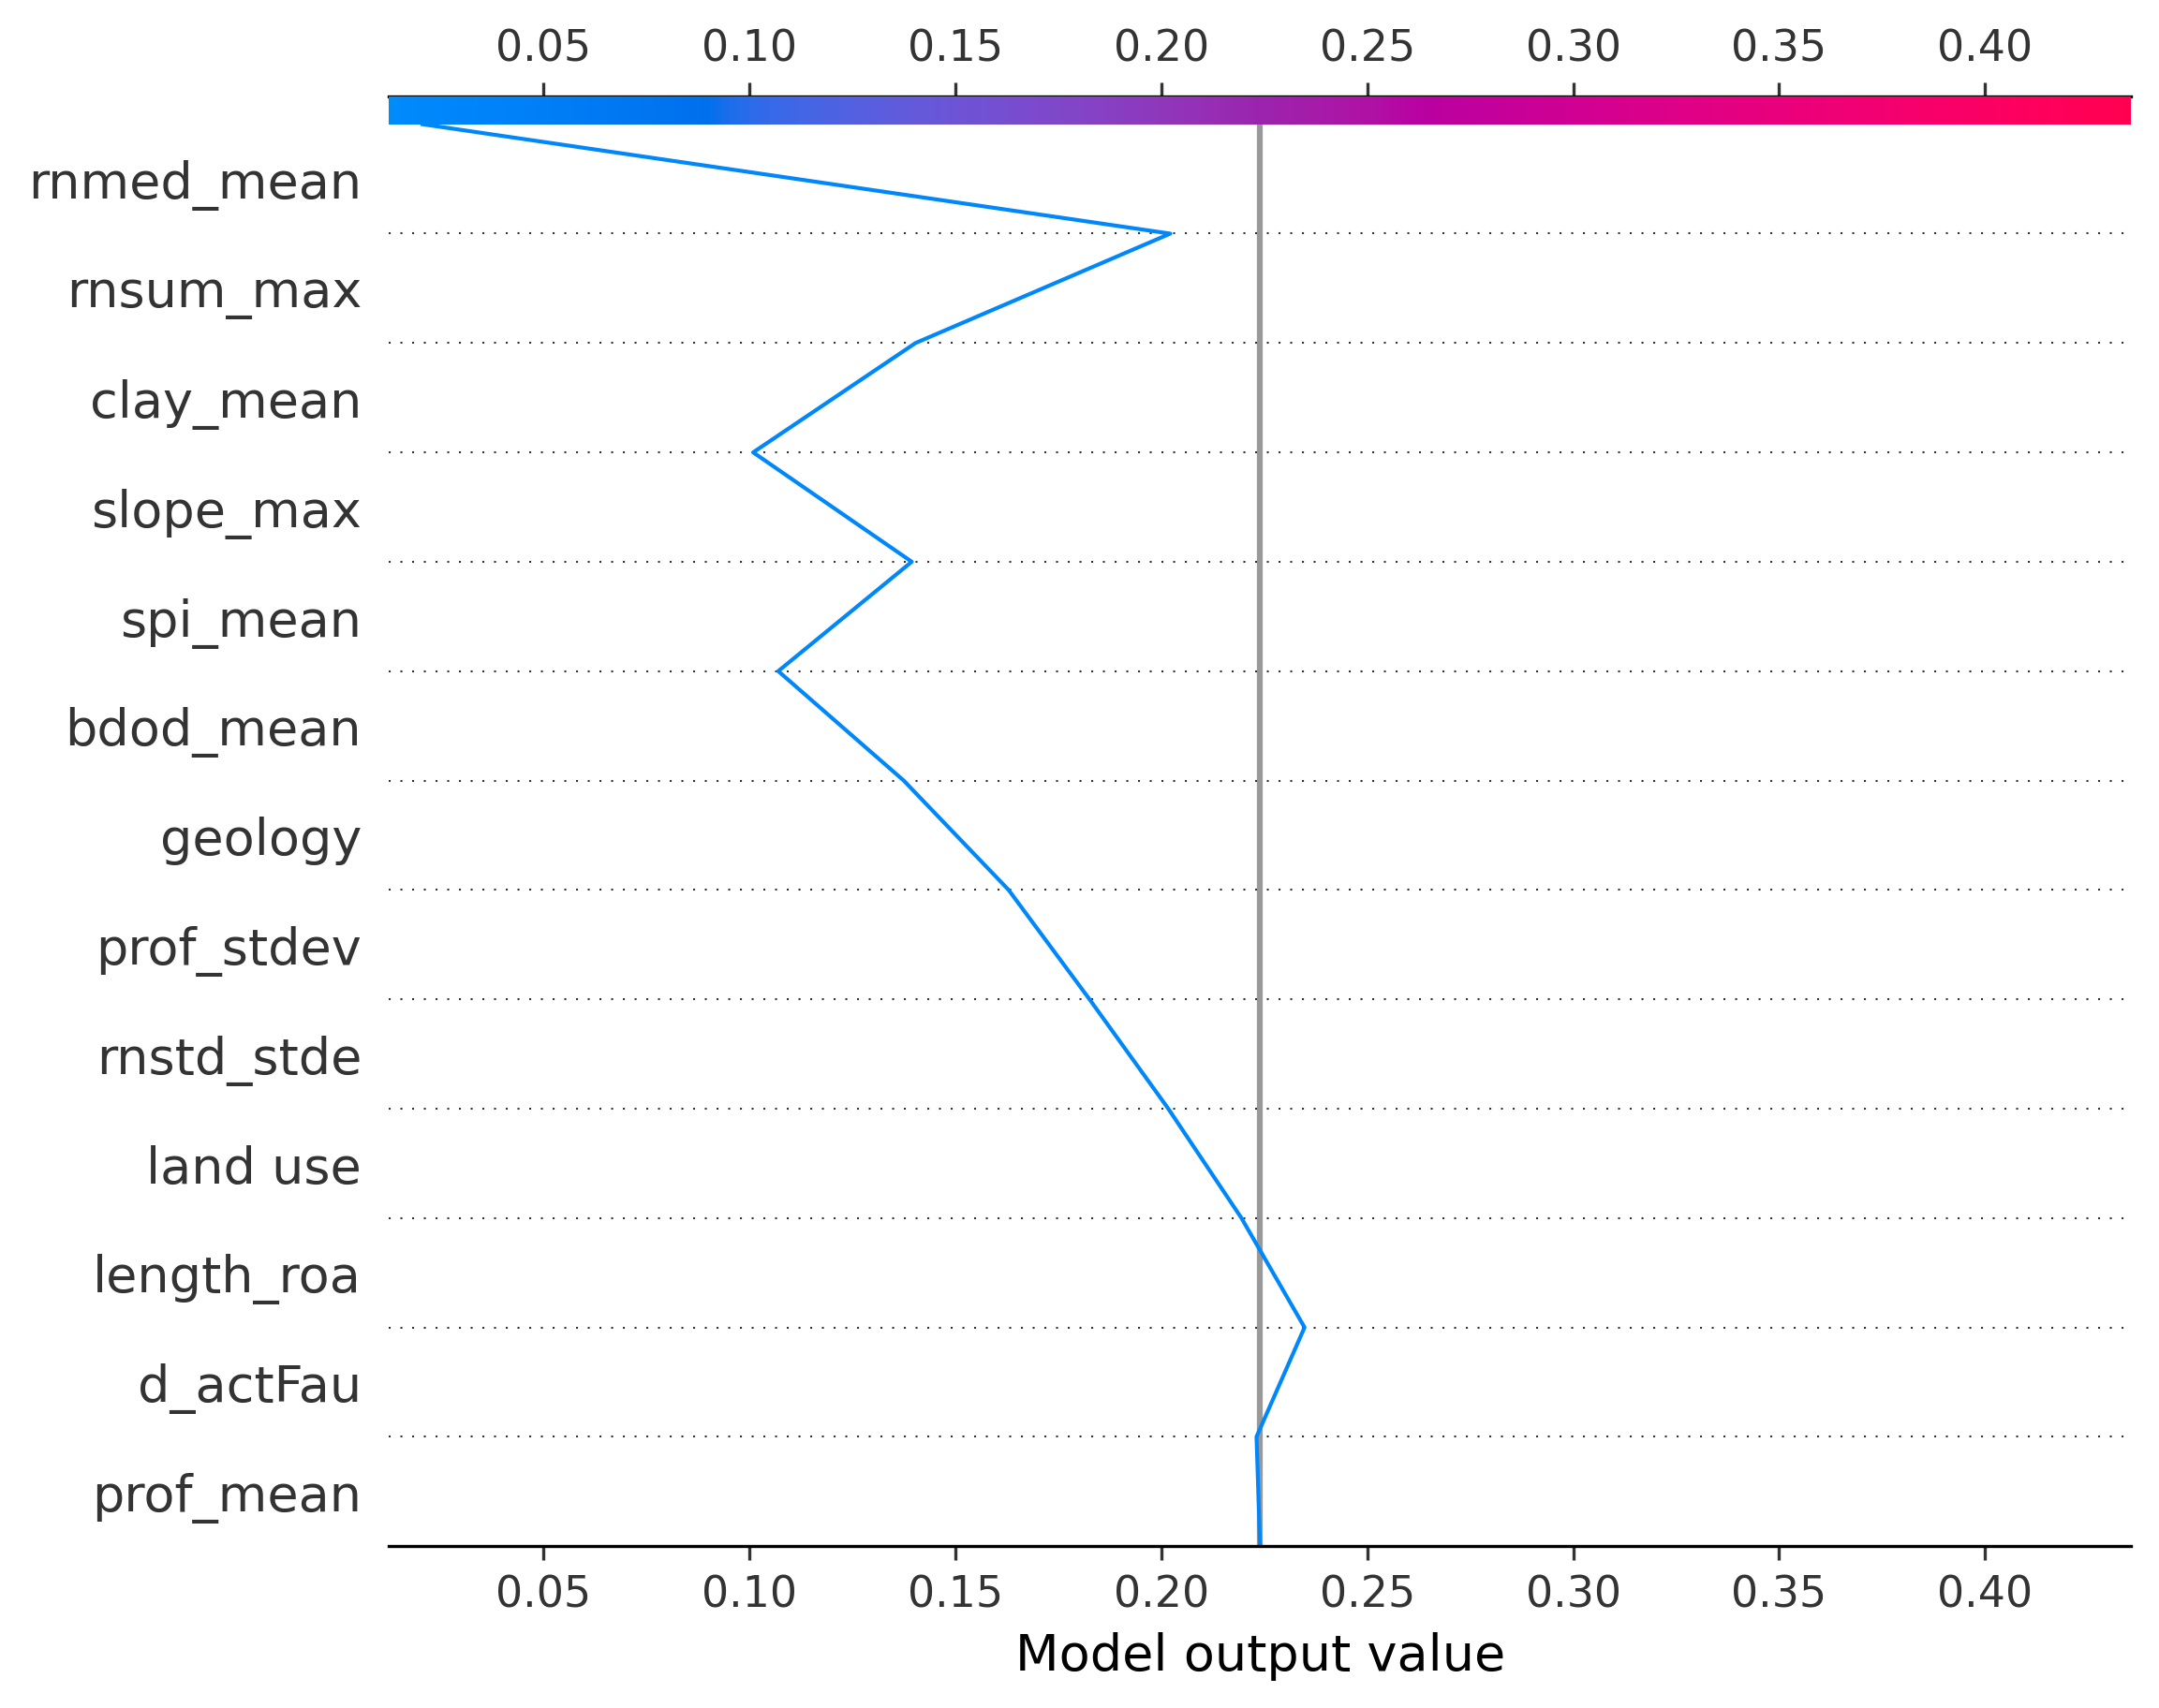 0.05 0.10 0.15 0.20 0.25 0.30 0.35 0.40
rnmed_mean
rnsum_max
clay_mean
slope_max
spi_mean
bdod_mean
geology
prof_stdev
rnstd_stde
land use
length_roa
d_actFau
prof_mean
0.05 0.10 0.15 0.20 0.25 0.30 0.35 0.40
Model output value